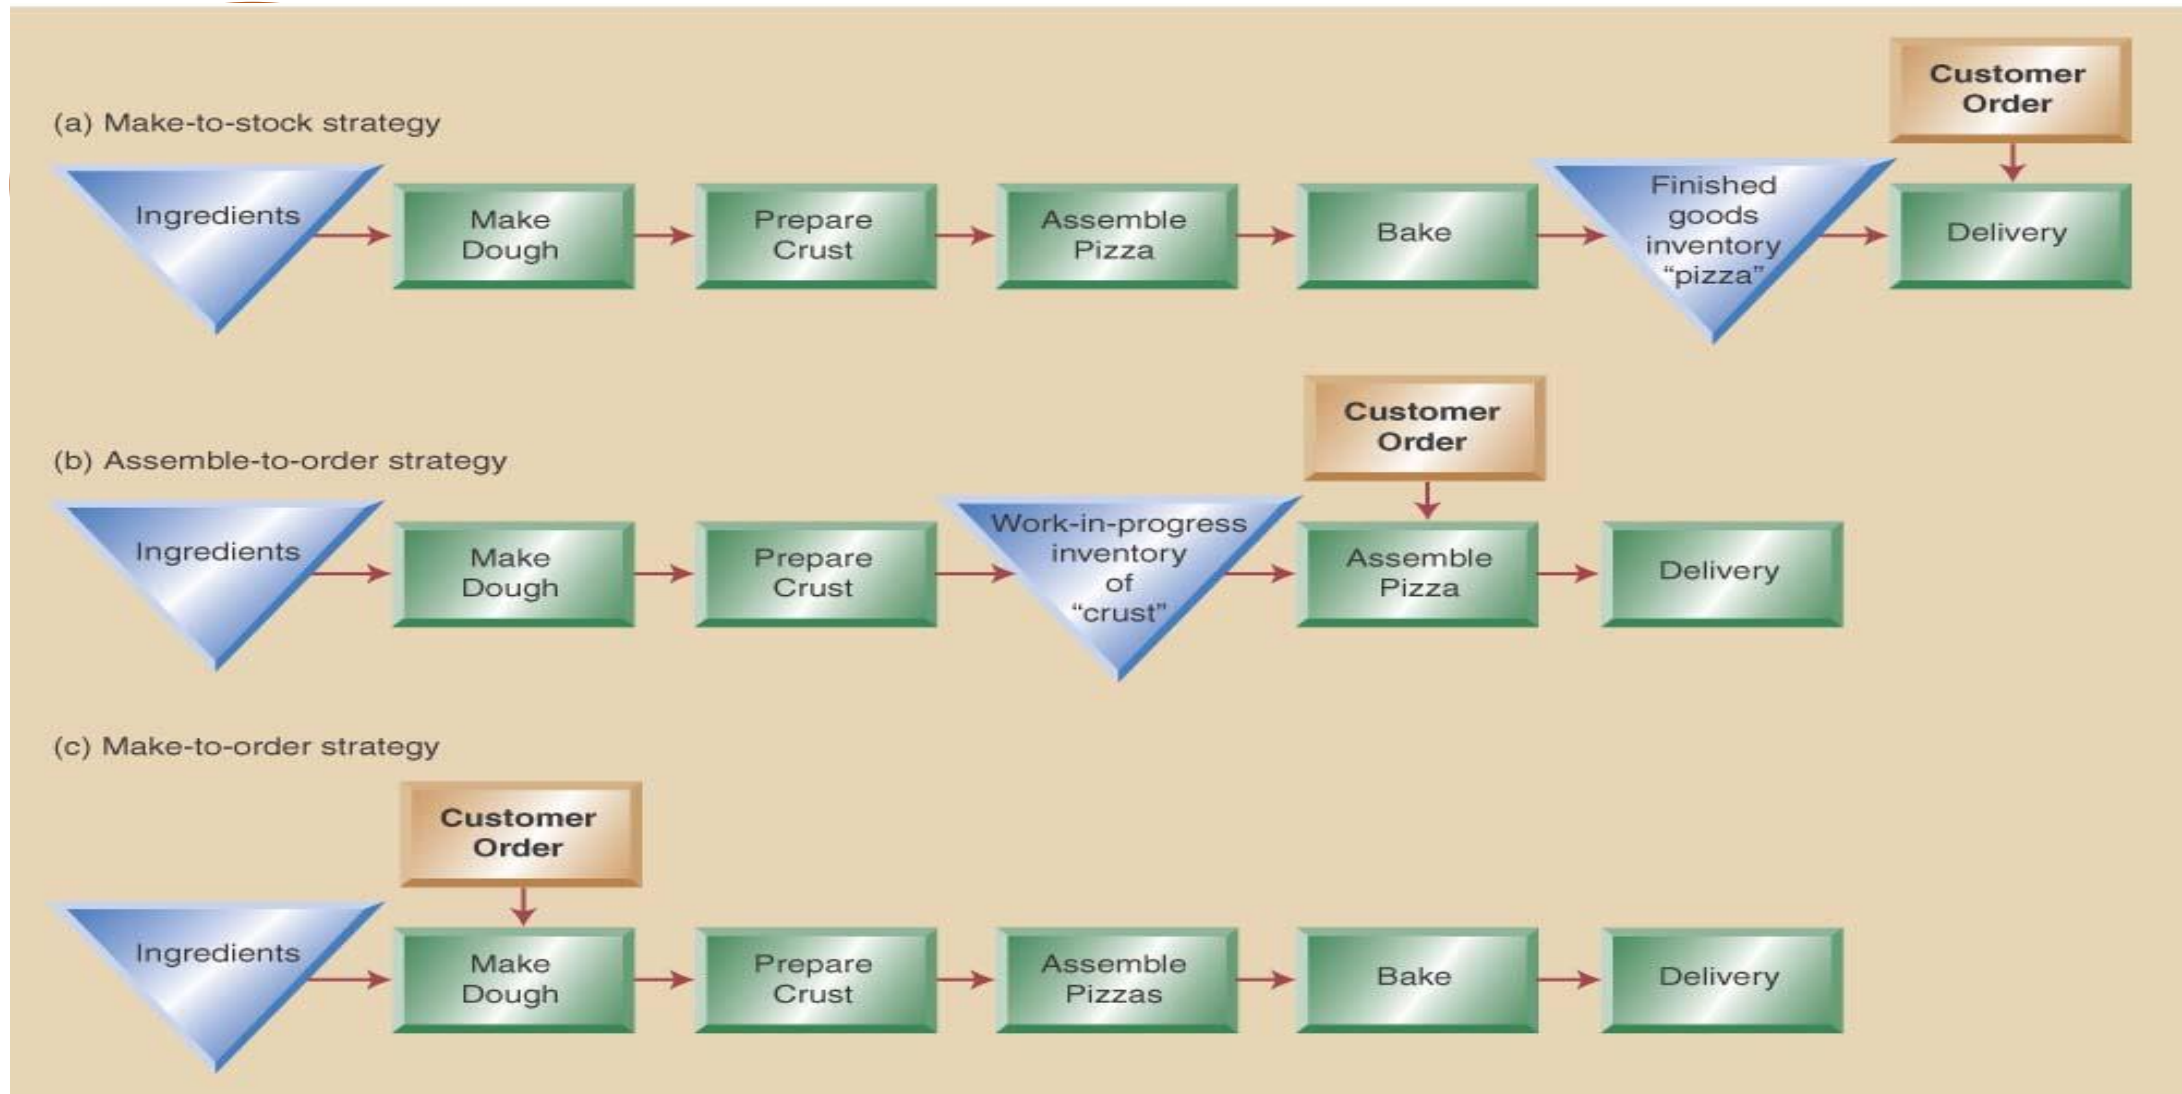 (a) Make-to-stock strategy
Customer
Order
Ingredients
Make
Dough
Prepare
Crust
Assemble
Pizza
Bake
Finished
goods
inventory
“pizza”
Delivery
(b) Assemble-to-order strategy
Customer
Order
Ingredients
Make
Dough
Prepare
Crust
Work-in-progress
inventory
of
“crust”
Assemble
Pizza
Delivery
(c) Make-to-order strategy
Customer
Order
Ingredients
Make
Dough
Prepare
Crust
Assemble
Pizzas
Bake
Delivery